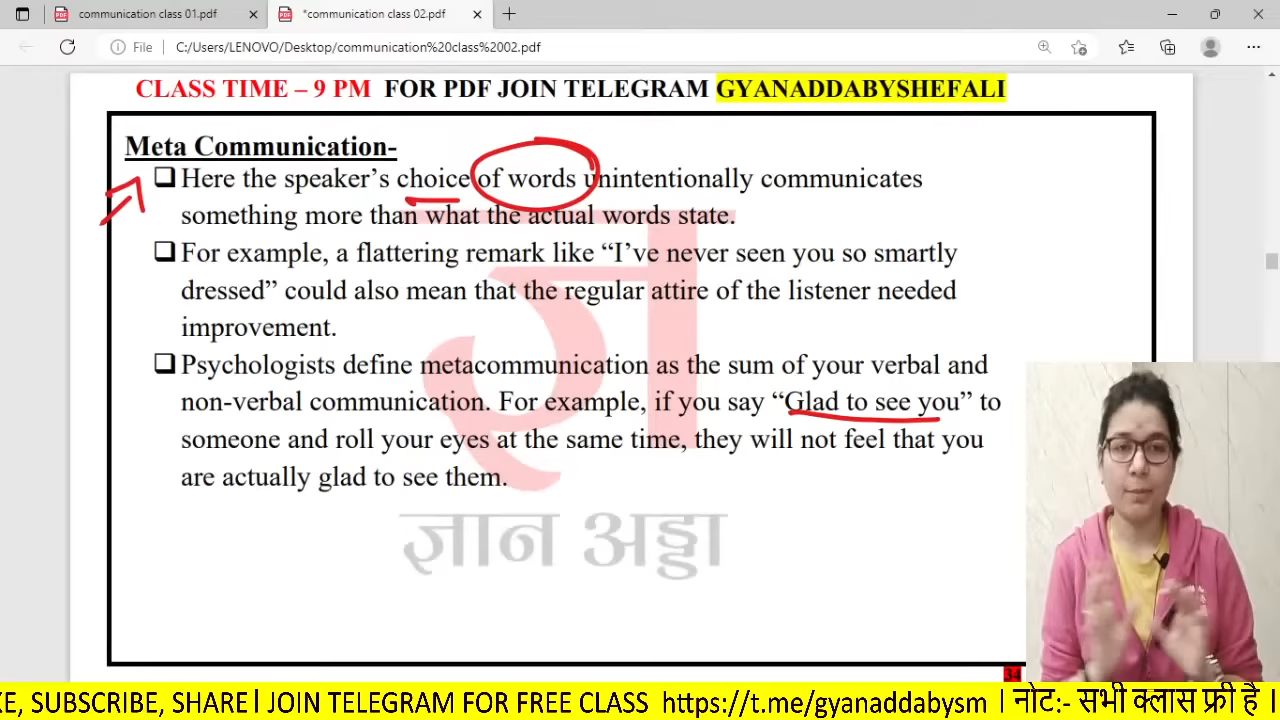 communication class 01.pdf
*communication class 02.pdf
File
C:/Users/LENOVO/Desktop/communication%20class%2002.pdf
CLASS TIME – 9 PM FOR PDF JOIN TELEGRAM GYANADDABYSHEFALI
Meta Communication-
Here the speaker’s choice of words unintentionally communicates
something more than what the actual words state.
For example, a flattering remark like “I’ve never seen you so smartly
dressed” could also mean that the regular attire of the listener needed
improvement.
Psychologists define metacommunication as the sum of your verbal and
non-verbal communication. For example, if you say “Glad to see you” to
someone and roll your eyes at the same time, they will not feel that you
are actually glad to see them.
ज्ञान अड्डा
34
KE, SUBSCRIBE, SHARE। JOIN TELEGRAM FOR FREE CLASS https://t.me/gyanaddabysm । नोट:- सभी क्लास फ्री है ।